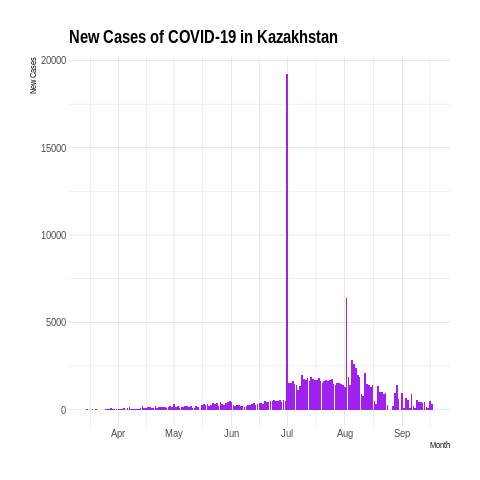 New Cases of COVID-19 in Kazakhstan
New Cases
20000
15000
10000
5000
0
Apr May Jun Jul Aug Sep
Month